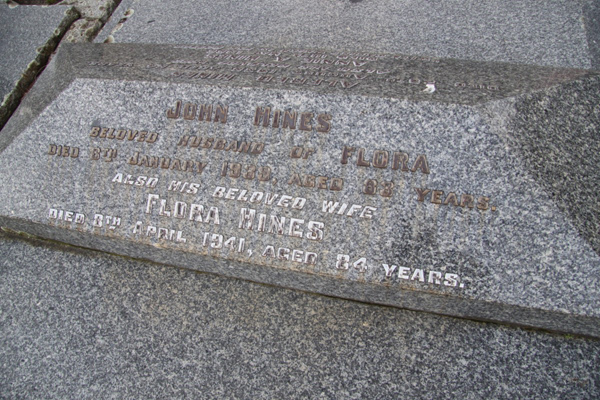 JOHN HINES
BELOVED HUSBAND OF FLORA
DIED 6TH JANUARY AGED YEARS.
ALSO HIS BELOVED WIFE
FLORA HINES
DIED 8TH APRIL 1941, AGED 84 YEARS.